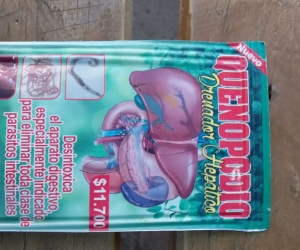 Nuevo
QUENOPODIO
Drenador Hepático
Desintoxica
el aparato digestivo,
especialmente indicado
para eliminar toda clase de
parásitos intestinales
$11.700